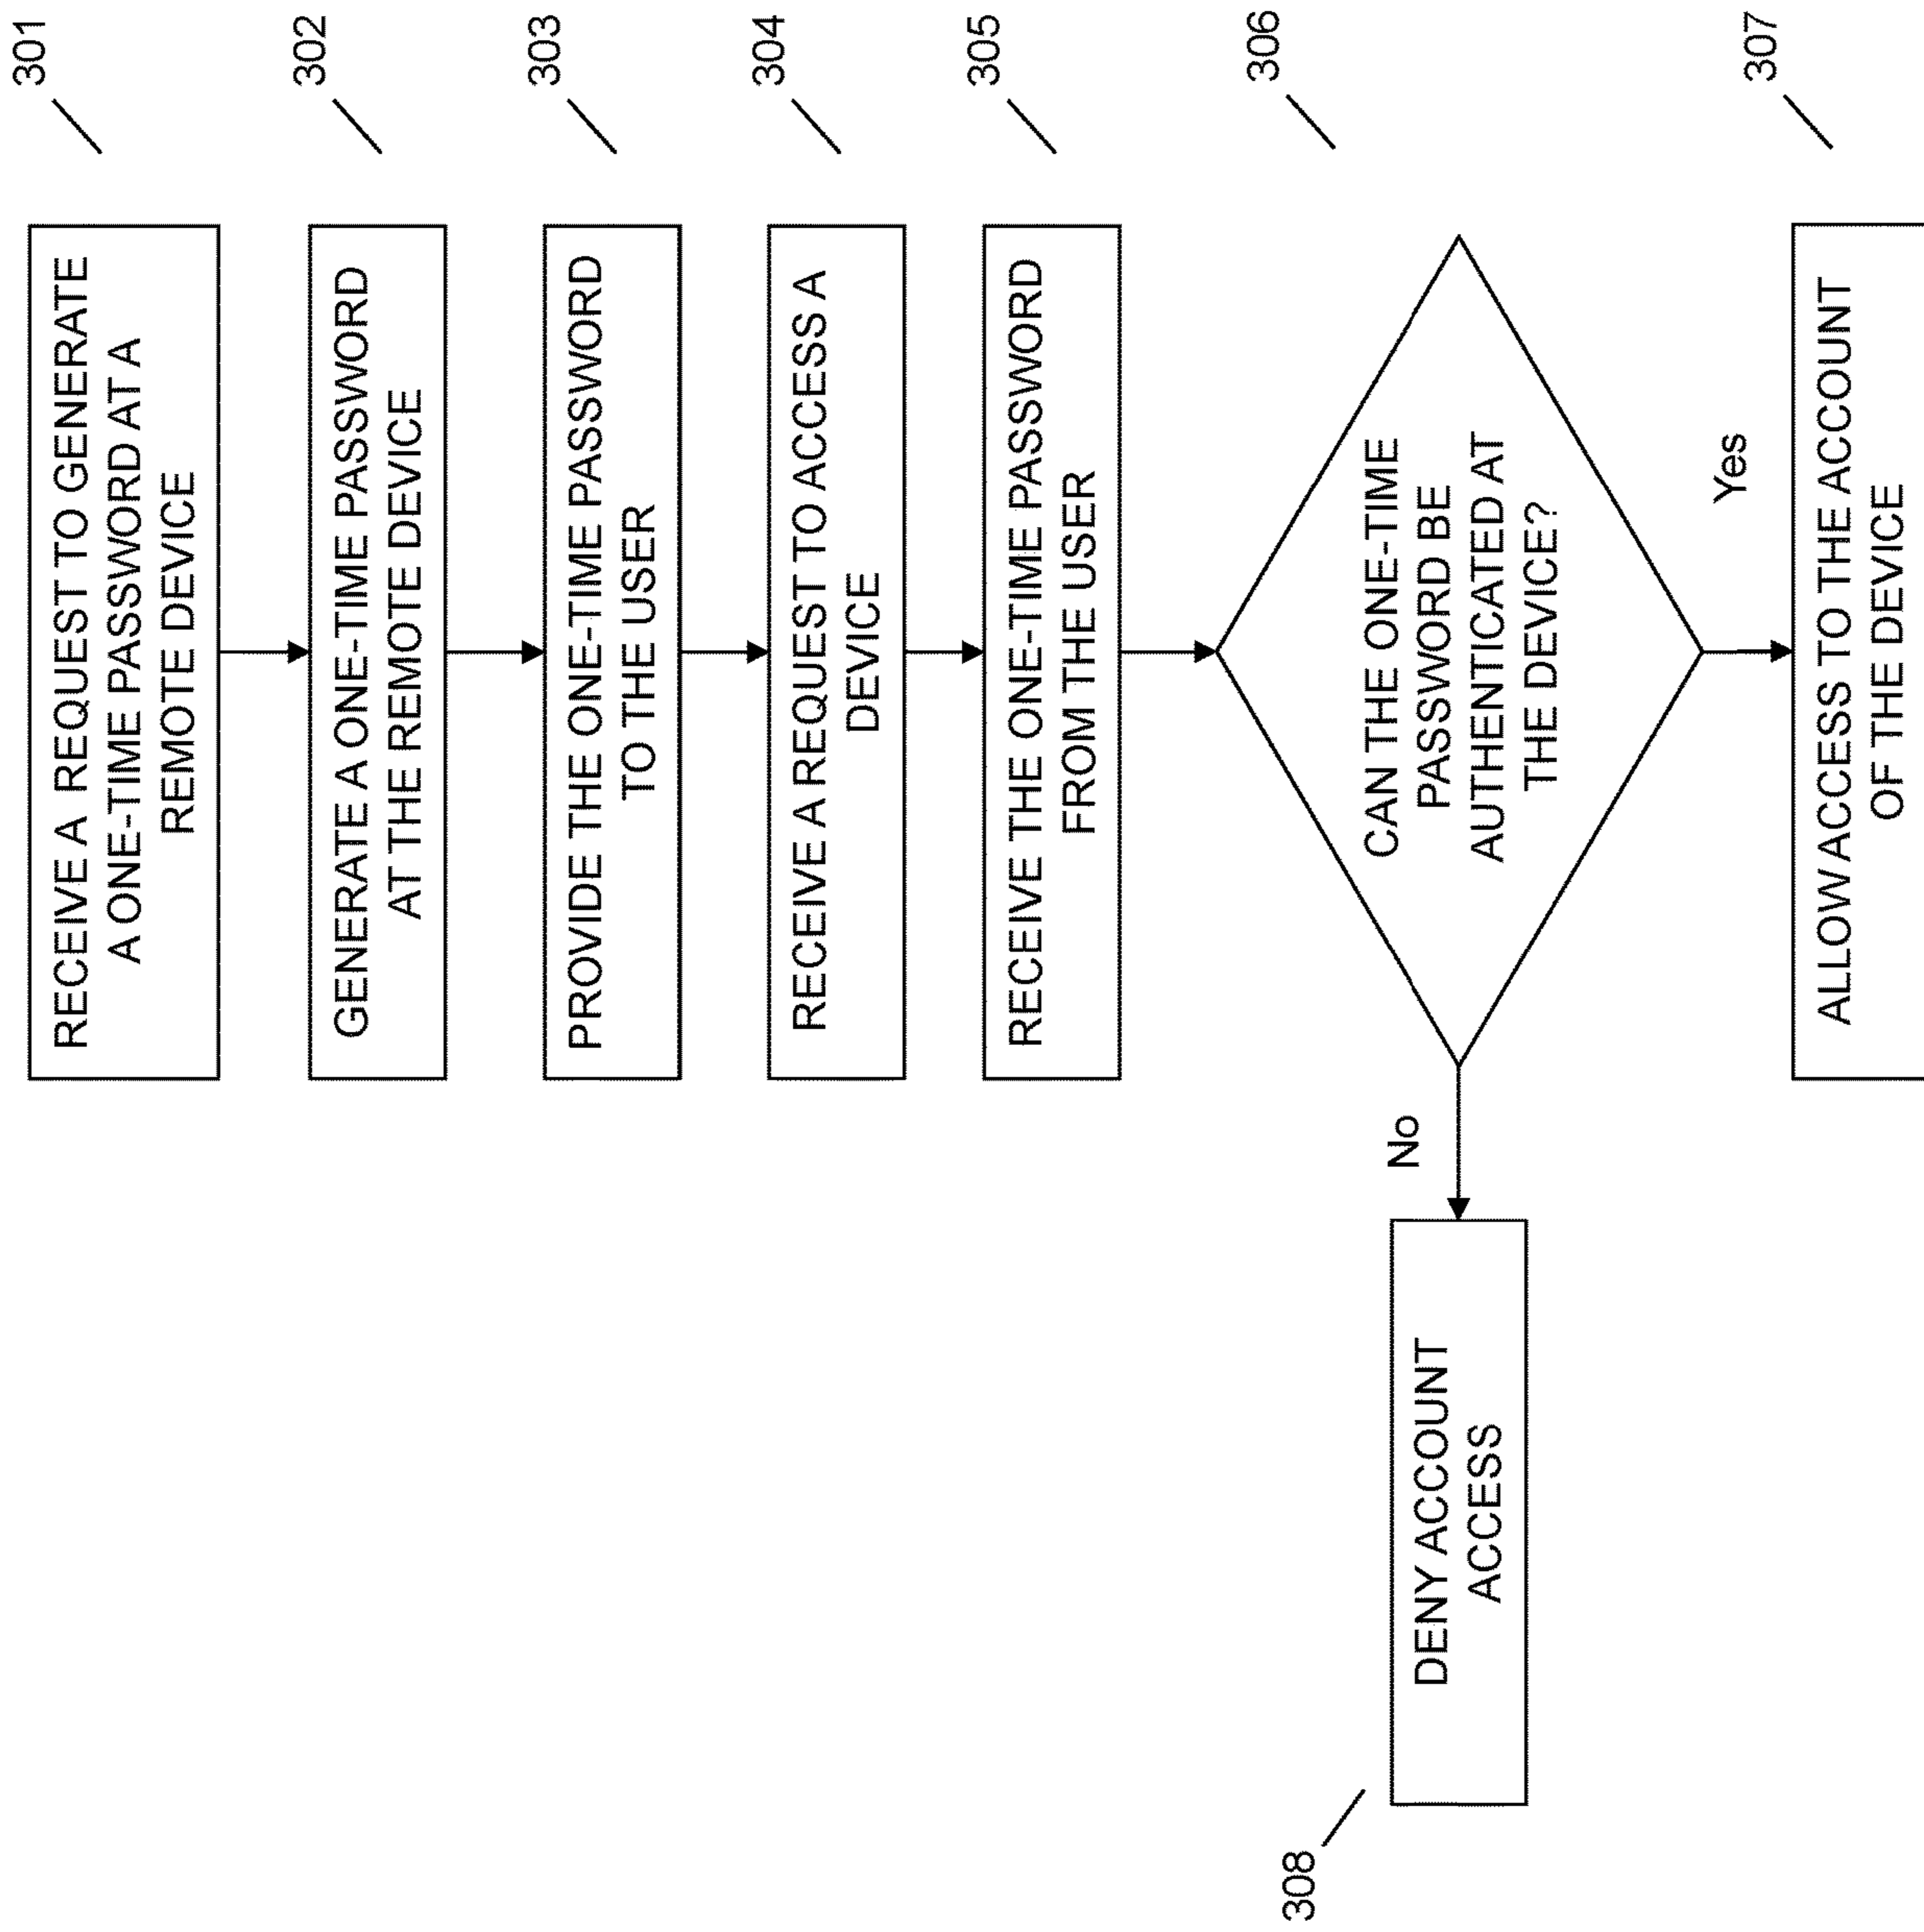 RECEIVE A REQUEST TO GENERATE
A ONE-TIME PASSWORD AT A
REMOTE DEVICE
301
GENERATE A ONE-TIME PASSWORD
AT THE REMOTE DEVICE
302
PROVIDE THE ONE-TIME PASSWORD
TO THE USER
303
RECEIVE A REQUEST TO ACCESS A
DEVICE
304
RECEIVE THE ONE-TIME PASSWORD
FROM THE USER
305
CAN THE ONE-TIME
PASSWORD BE
AUTHENTICATED AT
THE DEVICE?
306
No
308
DENY ACCOUNT
ACCESS
Yes
ALLOW ACCESS TO THE ACCOUNT
OF THE DEVICE
307